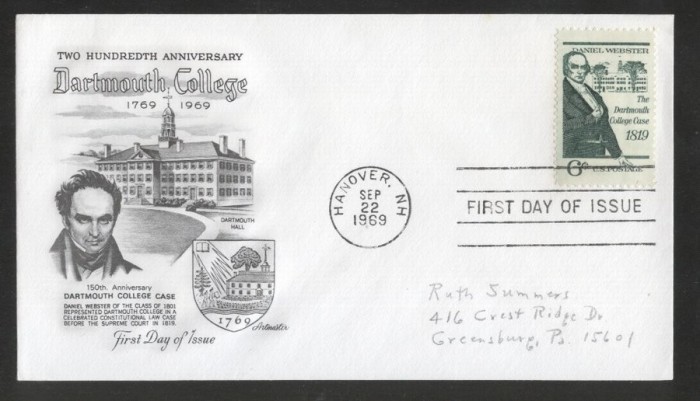 TWO HUNDREDTH ANNIVERSARY
Dartmouth College
1769 1969
DARTMOUTH
HALL
150th. Anniversary
DARTMOUTH COLLEGE CASE
DANIEL WEBSTER OF THE CLASS OF 1801
REPRESENTED DARTMOUTH COLLEGE IN A
CELEBRATED CONSTITUTIONAL LAW CASE
BEFORE THE SUPREME COURT IN 1819.
First Day of Issue
1769
Artmaster
HANOVER, NH
SEP
22
1969
DANIEL WEBSTER
The
Dartmouth
College Case
1819
6c U.S. POSTAGE
FIRST DAY OF ISSUE
Ruth Summers
416 Crest Ridge Dr
Greensburg, Pa. 15601